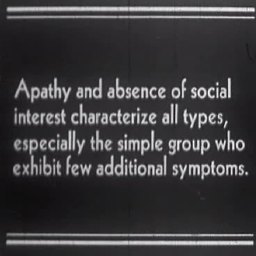 Apathy and absence of social
interest characterize all types,
especially the simple group who
exhibit few additional symptoms.